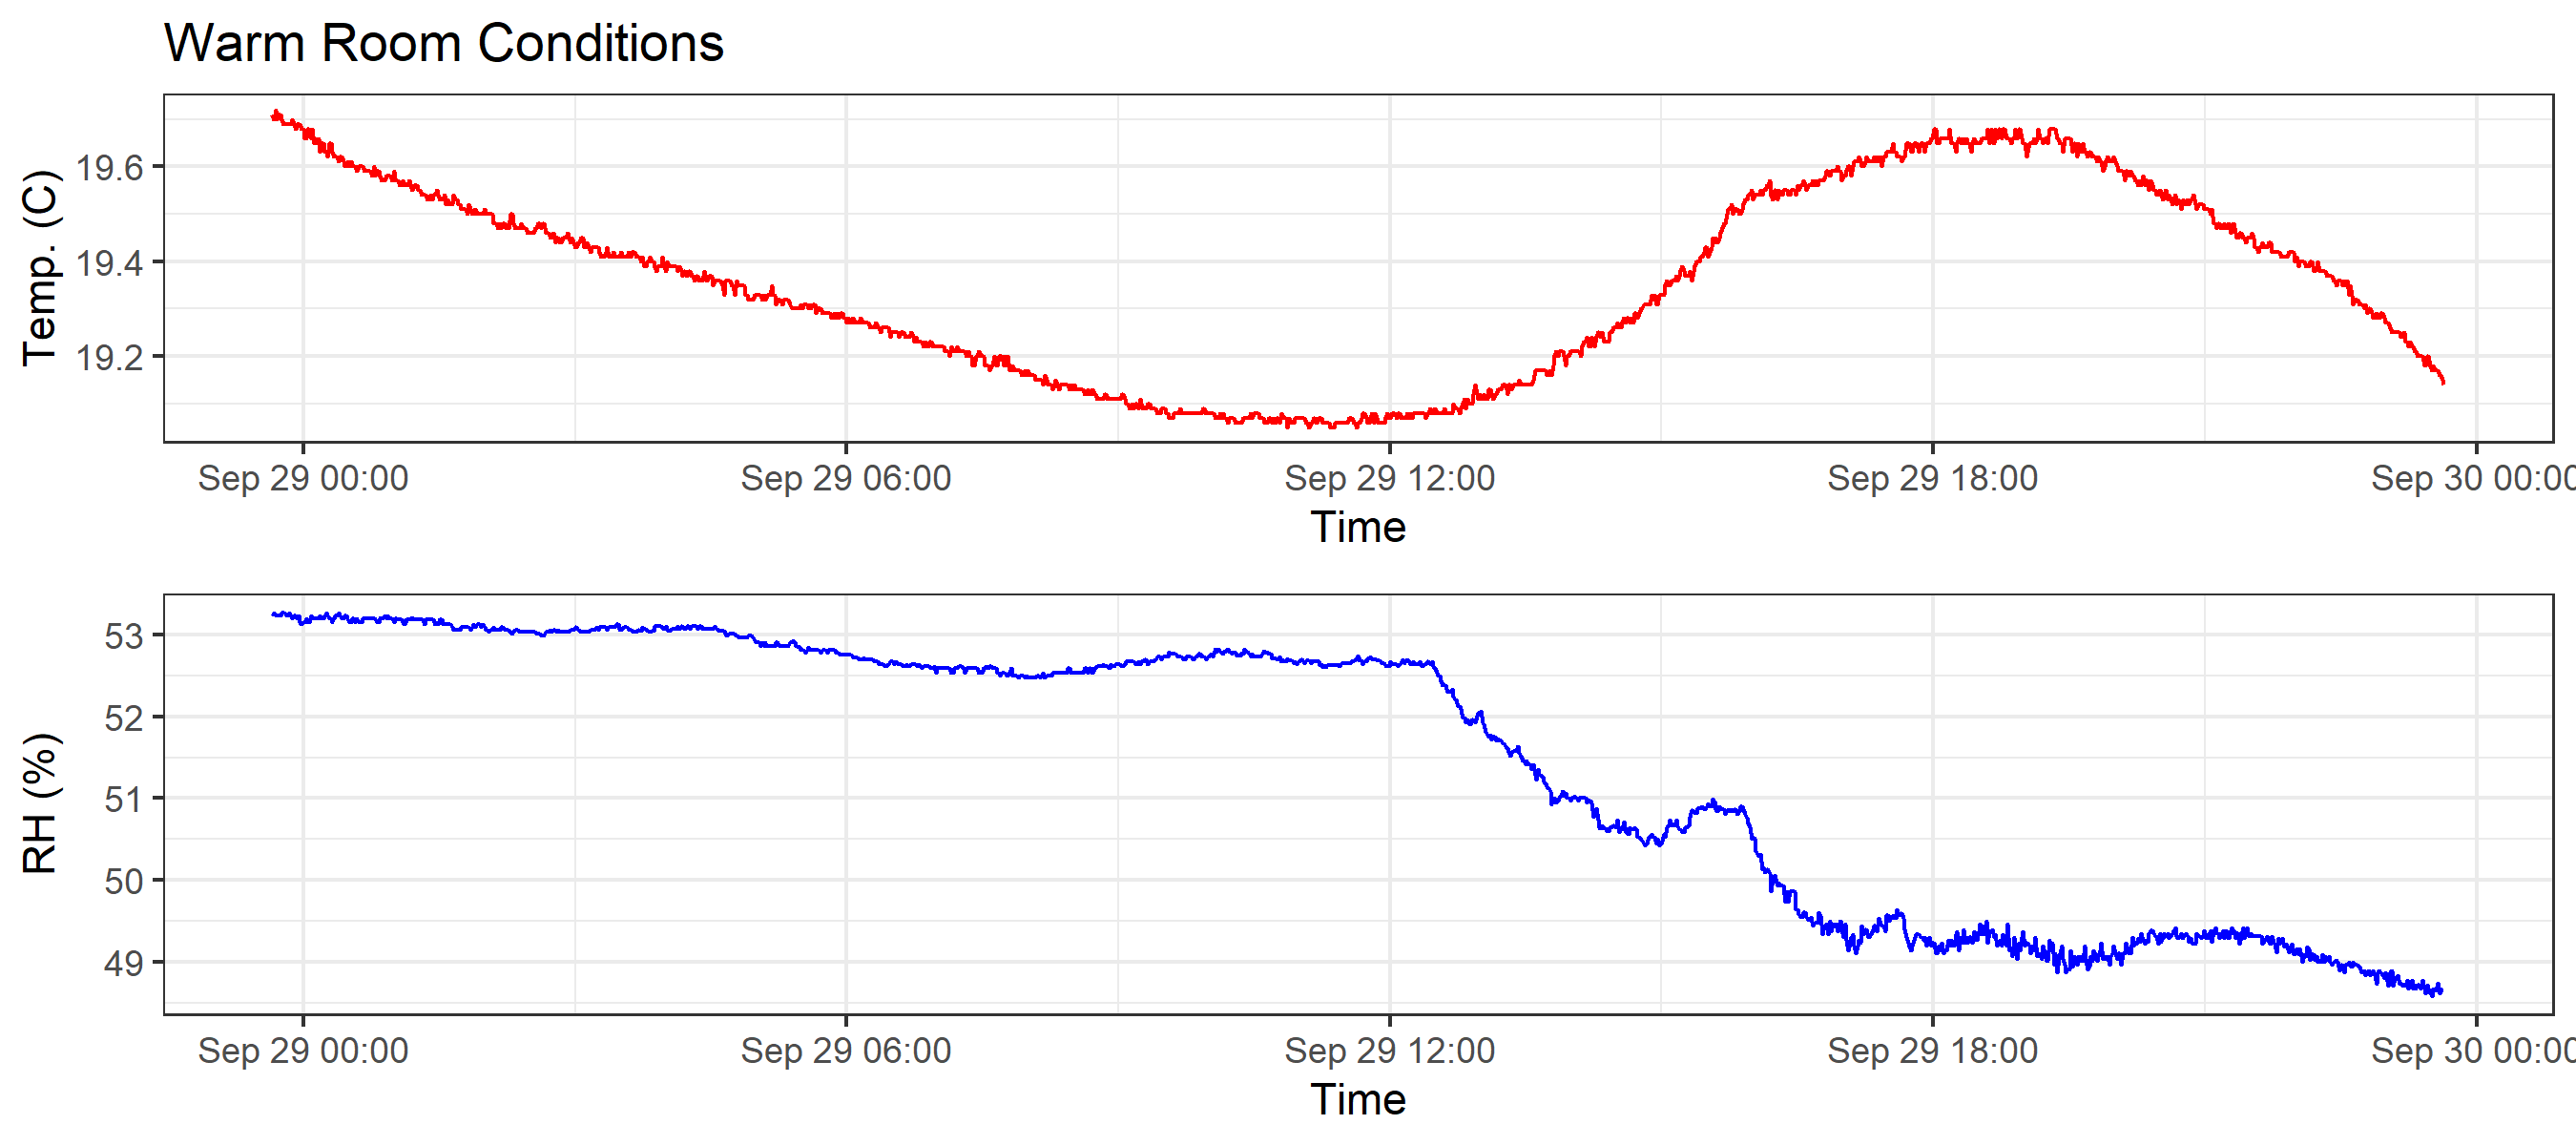 Warm Room Conditions
Temp. (C)
19.6
19.4
19.2
Sep 29 00:00 Sep 29 06:00 Sep 29 12:00 Sep 29 18:00 Sep 30 00:00
Time
RH (%)
53
52
51
50
49
Sep 29 00:00 Sep 29 06:00 Sep 29 12:00 Sep 29 18:00 Sep 30 00:00
Time